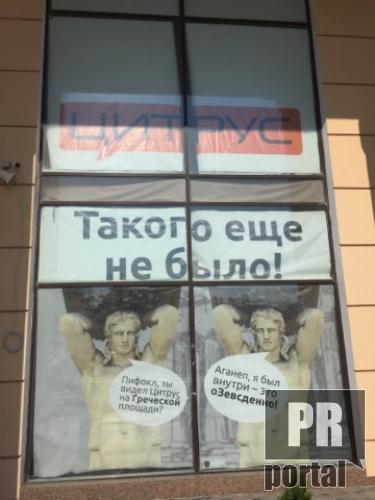 ЦИТРУС
Такого еще
не было!
Пифокл, ты
видел Цитрус
на Греческой
площади?
Аганеп, я был
внутри – это
оЗевсденно!
PR
portal